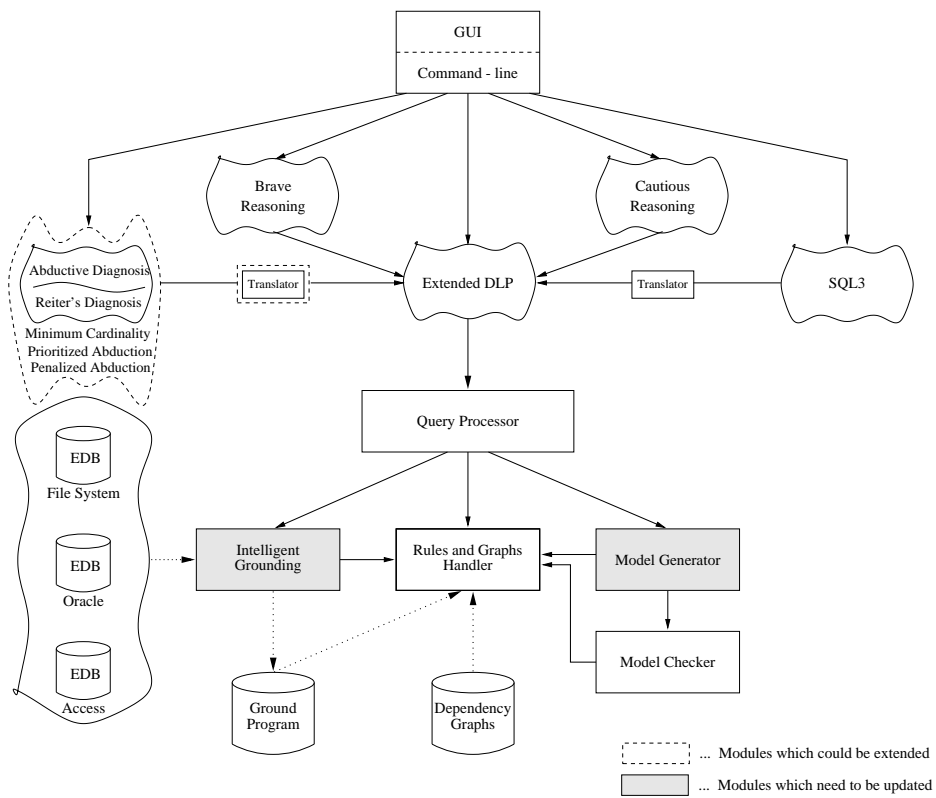 GUI
Command - line
Brave
Reasoning
Cautious
Reasoning
Abductive Diagnosis
Reiter's Diagnosis
Minimum Cardinality
Prioritized Abduction
Penalized Abduction
Translator
Extended DLP
Translator
SQL3
Query Processor
EDB
File System
EDB
Oracle
EDB
Access
Intelligent
Grounding
Rules and Graphs
Handler
Model Generator
Model Checker
Ground
Program
Dependency
Graphs
... Modules which could be extended
... Modules which need to be updated